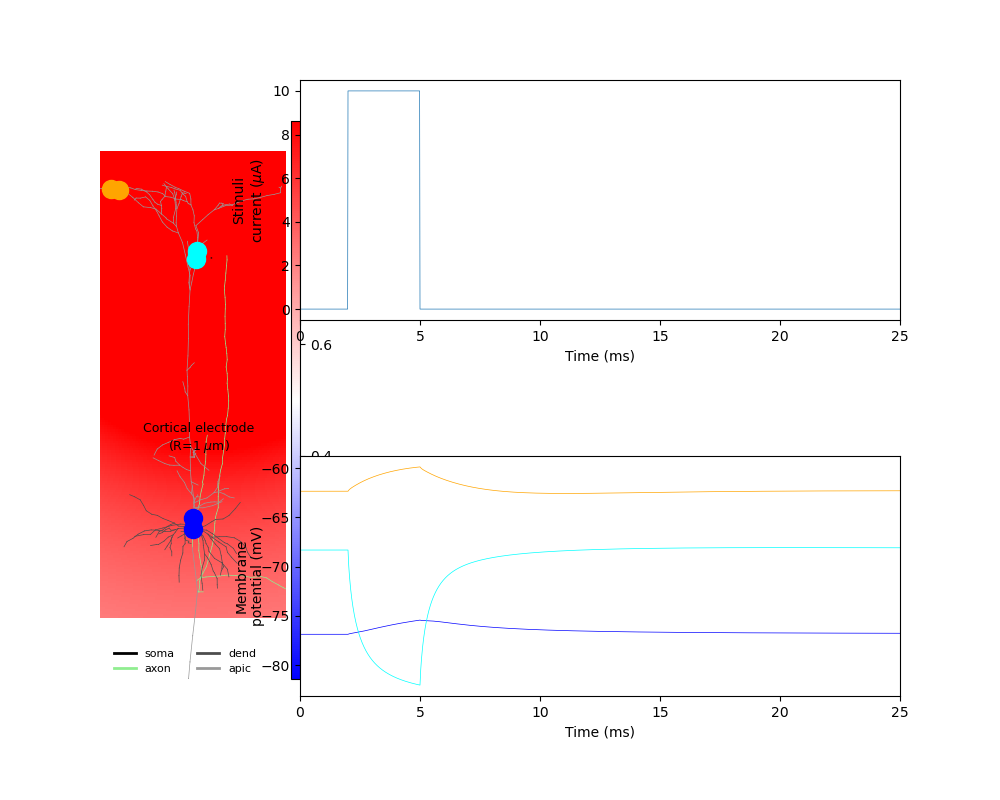 10
8
6
4
2
0
Stimuli
current (μA)
0 5 10 15 20 25
Time (ms)
0.6
0.4
Cortical electrode
(R=1 μm)
−60
−65
−70
−75
−80
Membrane
potential (mV)
0 5 10 15 20 25
Time (ms)
soma dend
axon apic